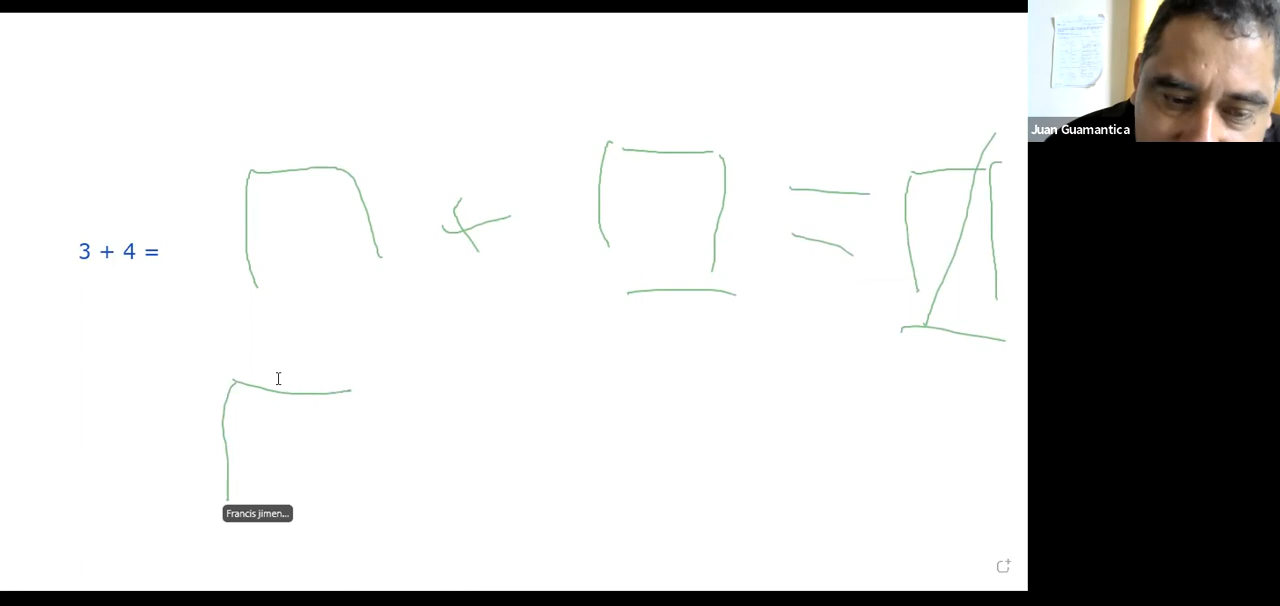 Juan Guamantica
3 + 4 =
+
=
Francis jimen...